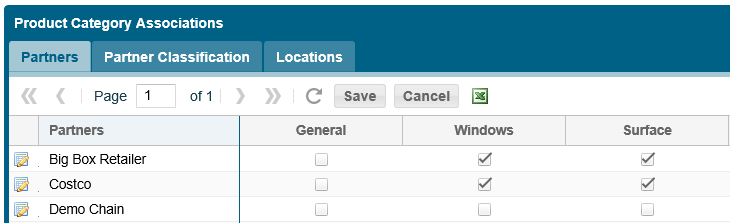 Product Category Associations
Partners Partner Classification Locations
Page 1 of 1 Save Cancel
Partners General Windows Surface
Big Box Retailer
Costco
Demo Chain